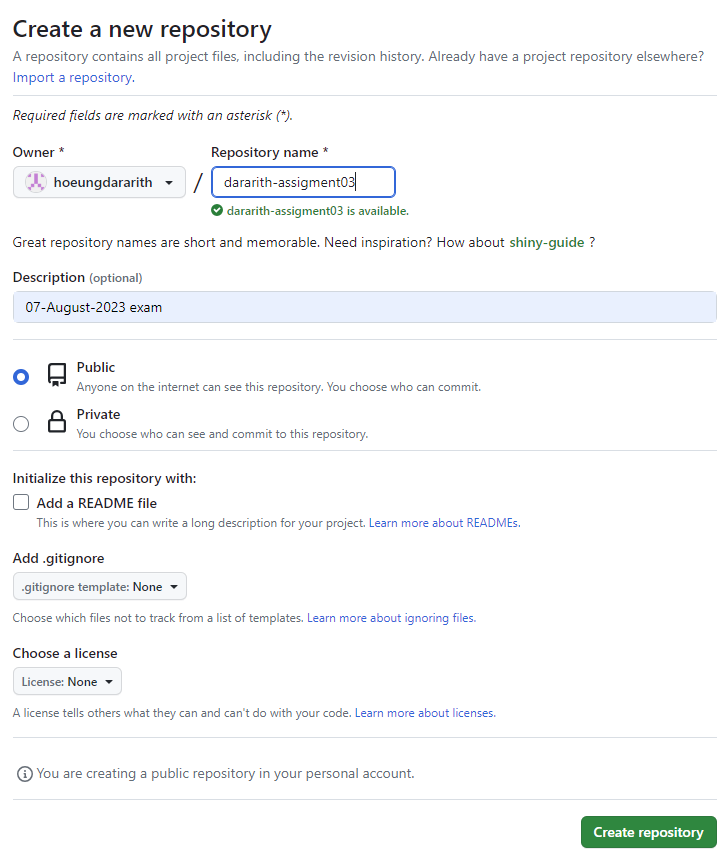 Create a new repository
A repository contains all project files, including the revision history. Already have a project repository elsewhere?
Import a repository.
Required fields are marked with an asterisk (*).
Owner * Repository name *
hoeungdararith / dararith-assigment03
dararith-assigment03 is available.
Great repository names are short and memorable. Need inspiration? How about shiny-guide ?
Description (optional)
07-August-2023 exam
Public
Anyone on the internet can see this repository. You choose who can commit.
Private
You choose who can see and commit to this repository.
Initialize this repository with:
Add a README file
This is where you can write a long description for your project. Learn more about READMEs.
Add .gitignore
.gitignore template: None
Choose which files not to track from a list of templates. Learn more about ignoring files.
Choose a license
License: None
A license tells others what they can and can't do with your code. Learn more about licenses.
You are creating a public repository in your personal account.
Create repository